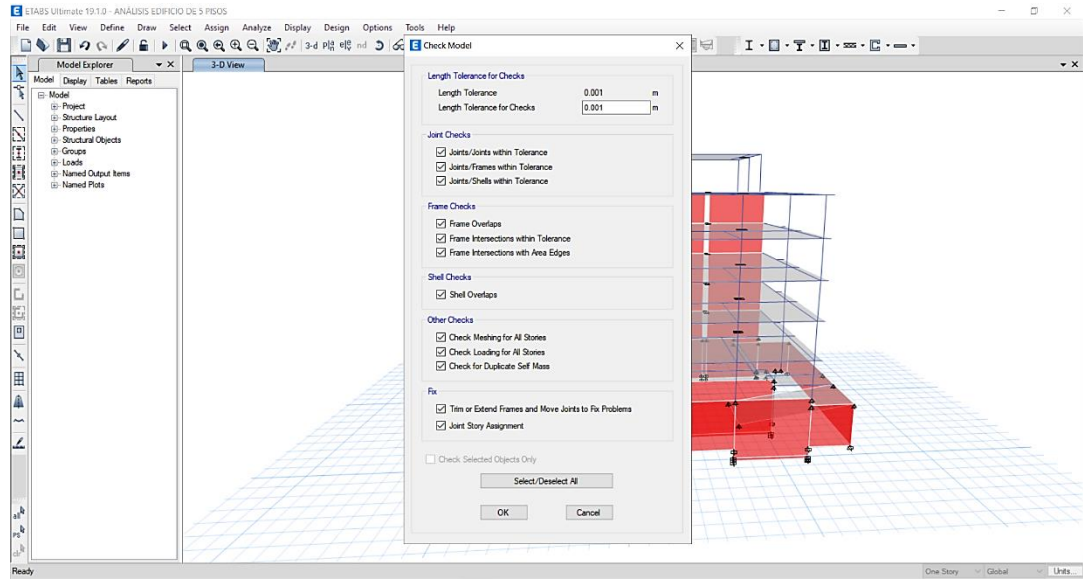 ETABS Ultimate 19.1.0 - ANÁLISIS EDIFICIO DE 5 PISOS
File Edit View Define Draw Select Assign Analyze Display Design Options Tools Help
3-d
nd
Model Explorer
3-D View
Model Display Tables Reports
Model
Project
Structure Layout
Properties
Structural Objects
Groups
Loads
Named Output Items
Named Plots
all
PS
clr
Check Model
Length Tolerance for Checks
Length Tolerance 0.001 m
Length Tolerance for Checks 0.001 m
Joint Checks
Joints/Joints within Tolerance
Joints/Frames within Tolerance
Joints/Shells within Tolerance
Frame Checks
Frame Overlaps
Frame Intersections within Tolerance
Frame Intersections with Area Edges
Shell Checks
Shell Overlaps
Other Checks
Check Meshing for All Stories
Check Loading for All Stories
Check for Duplicate Self Mass
Fix
Trim or Extend Frames and Move Joints to Fix Problems
Joint Story Assignment
Check Selected Objects Only
Select/Deselect All
OK Cancel
Ready
One Story Global Units...